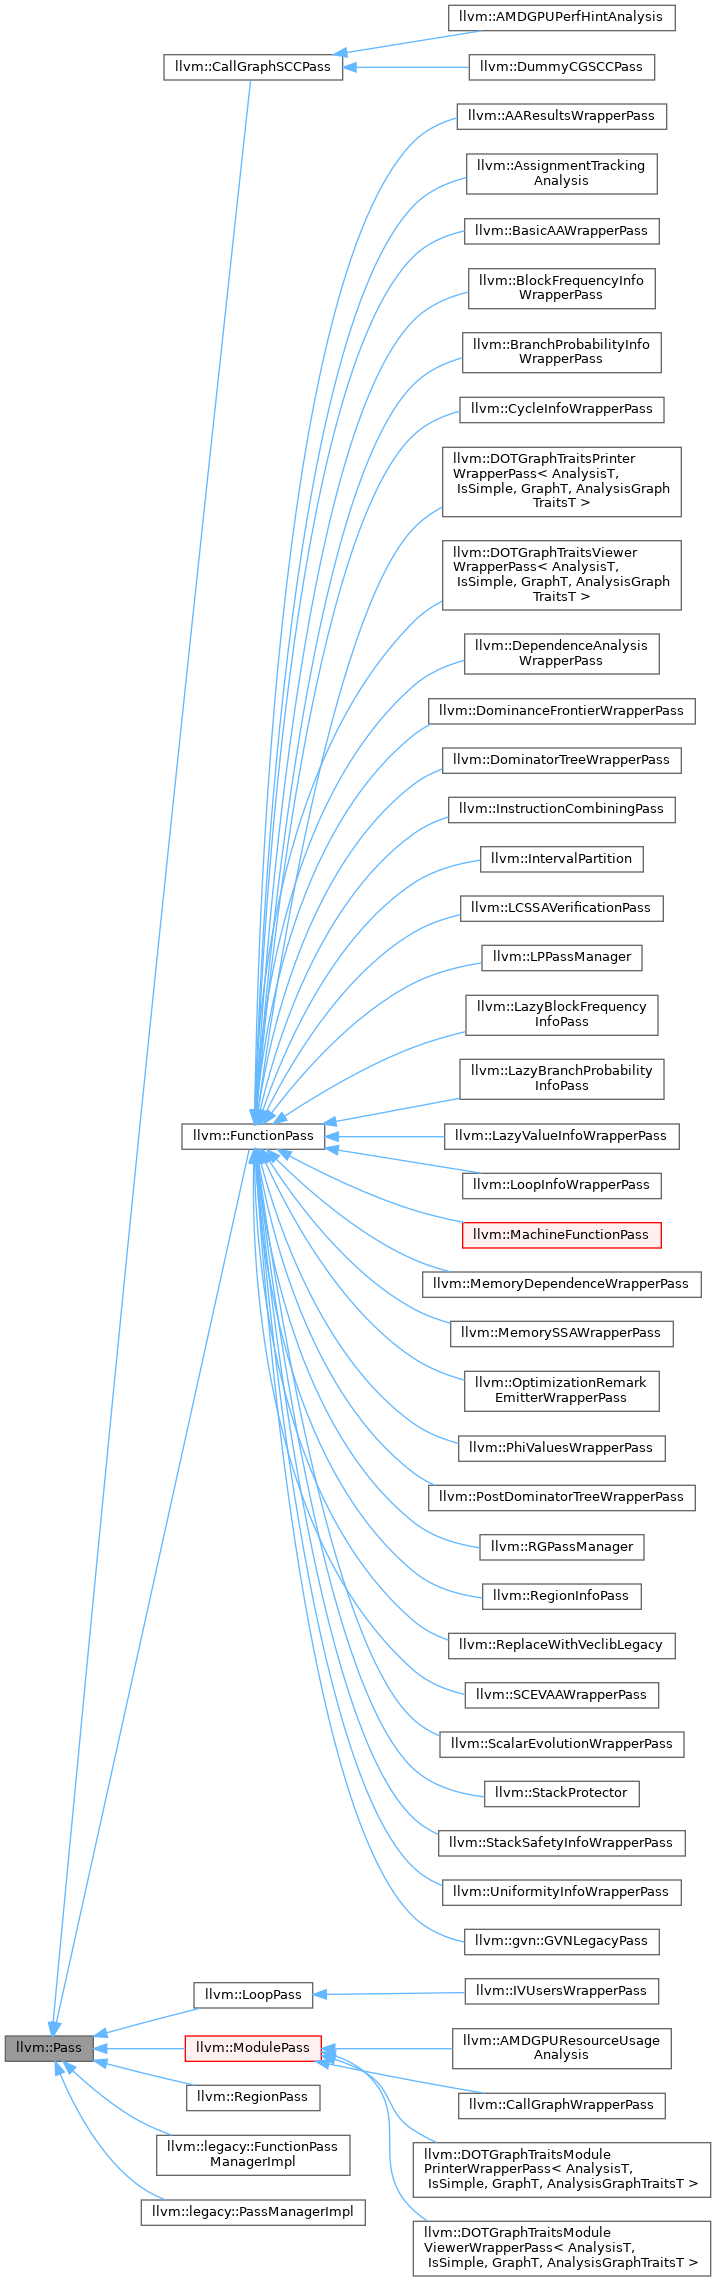 llvm::AMDGPUPerfHintAnalysis
llvm::CallGraphSCCPass
llvm::DummyCGSCCPass
llvm::AAResultsWrapperPass
llvm::AssignmentTracking
Analysis
llvm::BasicAAWrapperPass
llvm::BlockFrequencyInfo
WrapperPass
llvm::BranchProbabilityInfo
WrapperPass
llvm::CycleInfoWrapperPass
llvm::DOTGraphTraitsPrinter
WrapperPass< AnalysisT,
IsSimple, GraphT, AnalysisGraph
TraitsT >
llvm::DOTGraphTraitsViewer
WrapperPass< AnalysisT,
IsSimple, GraphT, AnalysisGraph
TraitsT >
llvm::DependenceAnalysis
WrapperPass
llvm::DominanceFrontierWrapperPass
llvm::DominatorTreeWrapperPass
llvm::InstructionCombiningPass
llvm::IntervalPartition
llvm::LCSSAVerificationPass
llvm::LPPassManager
llvm::LazyBlockFrequency
InfoPass
llvm::LazyBranchProbability
InfoPass
llvm::FunctionPass
llvm::LazyValueInfoWrapperPass
llvm::LoopInfoWrapperPass
llvm::MachineFunctionPass
llvm::MemoryDependenceWrapperPass
llvm::MemorySSAWrapperPass
llvm::OptimizationRemark
EmitterWrapperPass
llvm::PhiValuesWrapperPass
llvm::PostDominatorTreeWrapperPass
llvm::RGPassManager
llvm::RegionInfoPass
llvm::ReplaceWithVeclibLegacy
llvm::SCEVAAWrapperPass
llvm::ScalarEvolutionWrapperPass
llvm::StackProtector
llvm::StackSafetyInfoWrapperPass
llvm::UniformityInfoWrapperPass
llvm::gvn::GVNLegacyPass
llvm::LoopPass
llvm::IVUsersWrapperPass
llvm::Pass
llvm::ModulePass
llvm::AMDGPUResourceUsage
Analysis
llvm::RegionPass
llvm::CallGraphWrapperPass
llvm::legacy::FunctionPass
ManagerImpl
llvm::DOTGraphTraitsModule
PrinterWrapperPass< AnalysisT,
IsSimple, GraphT, AnalysisGraphTraitsT >
llvm::legacy::PassManagerImpl
llvm::DOTGraphTraitsModule
ViewerWrapperPass< AnalysisT,
IsSimple, GraphT, AnalysisGraphTraitsT >